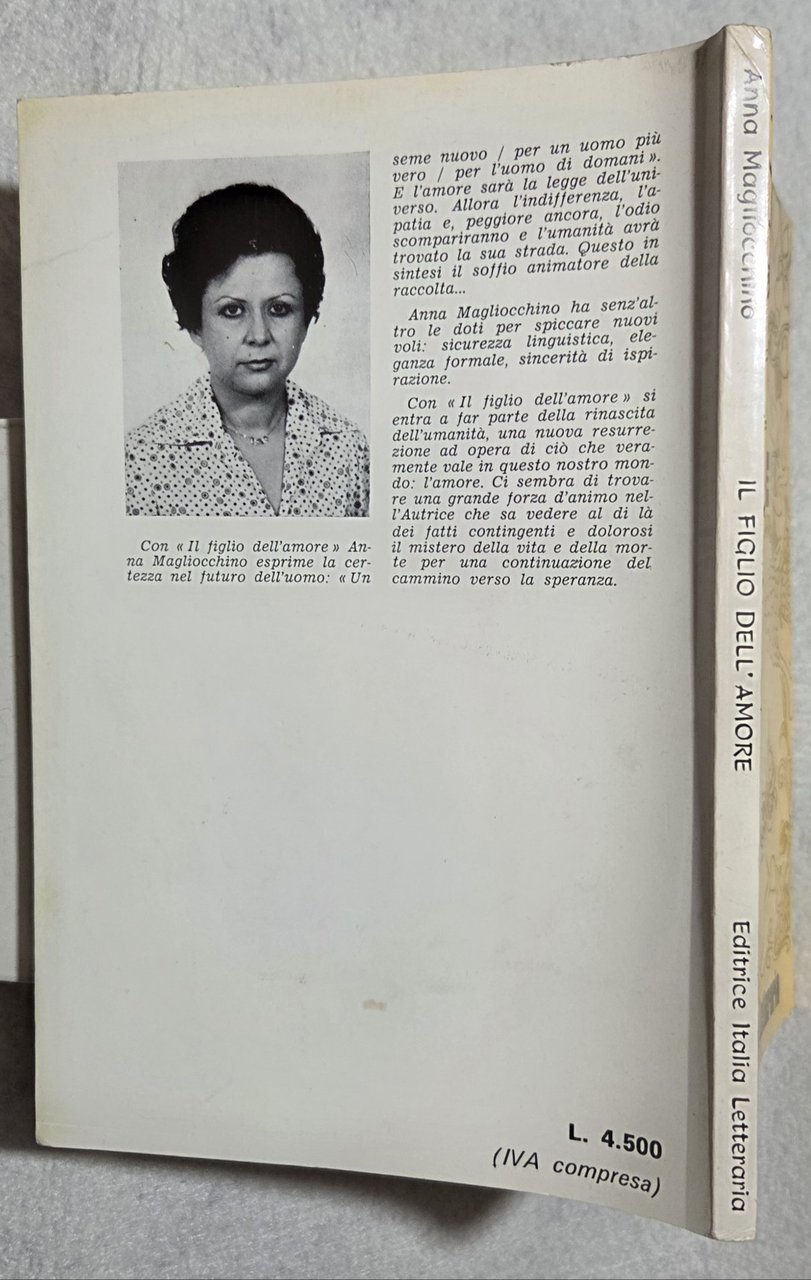 Con « Il figlio dell'amore » An-
na Magliocchino esprime la cer-
tezza nel futuro dell'uomo: « Un
seme nuovo / per un uomo più
vero / per l'uomo di domani ».
E l'amore sarà la legge dell'uni-
verso. Allora l'indifferenza, l'a-
patia e, peggiore ancora, l'odio
scompariranno e l'umanità avrà
trovato la sua strada. Questo in
sintesi il soffio animatore della
raccolta...
Anna Magliocchino ha senz'al-
tro le doti per spiccare nuovi
voli: sicurezza linguistica, ele-
ganza formale, sincerità di ispi-
razione.
Con « Il figlio dell'amore » si
entra a far parte della rinascita
dell'umanità, una nuova resurre-
zione ad opera di ciò che vera-
mente vale in questo nostro mon-
do: l'amore. Ci sembra di trova-
re una grande forza d'animo nel-
l'Autrice che sa vedere al di là
dei fatti contingenti e dolorosi
il mistero della vita e della mor-
te per una continuazione del
cammino verso la speranza.
L. 4.500
(IVA compresa)
Anna Magliocchino
IL FIGLIO DELL'AMORE
Editrice Italia Letteraria